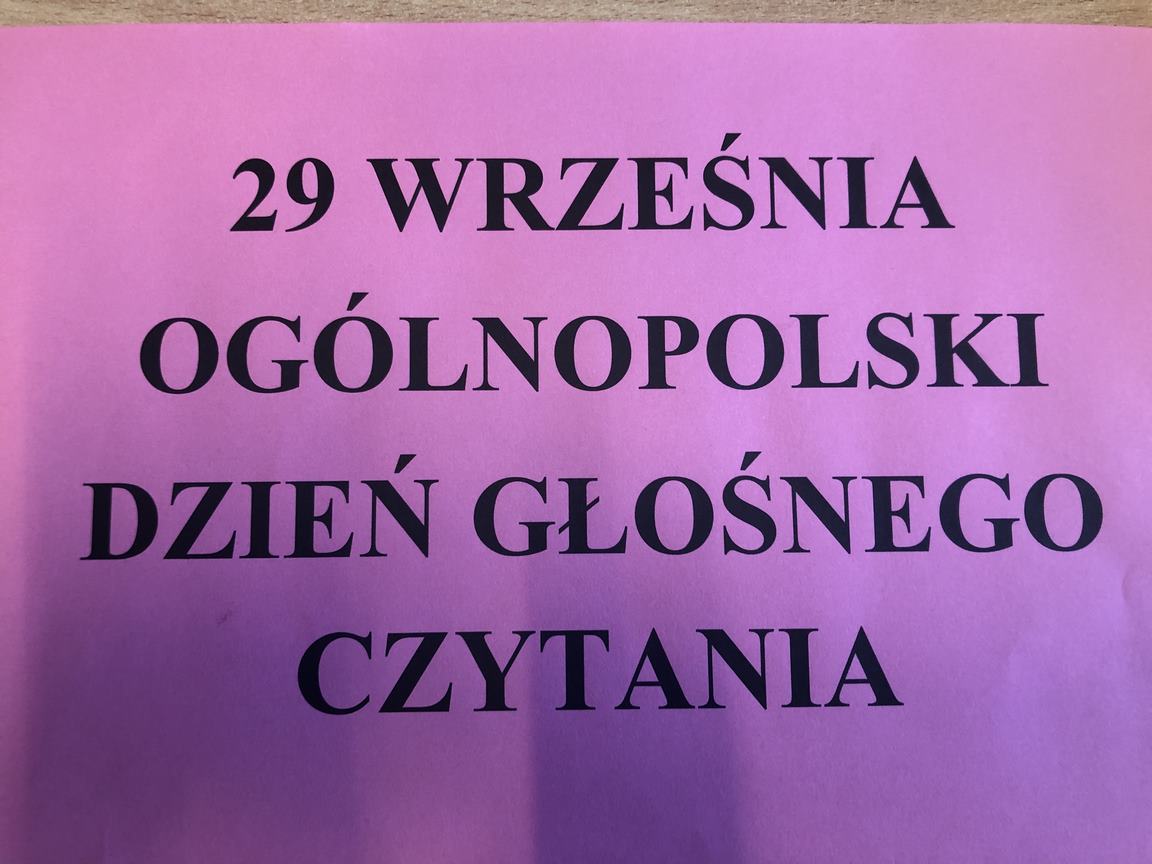 29 WRZEŚNIA
OGÓLNOPOLSKI
DZIEŃ GŁOŚNEGO
CZYTANIA